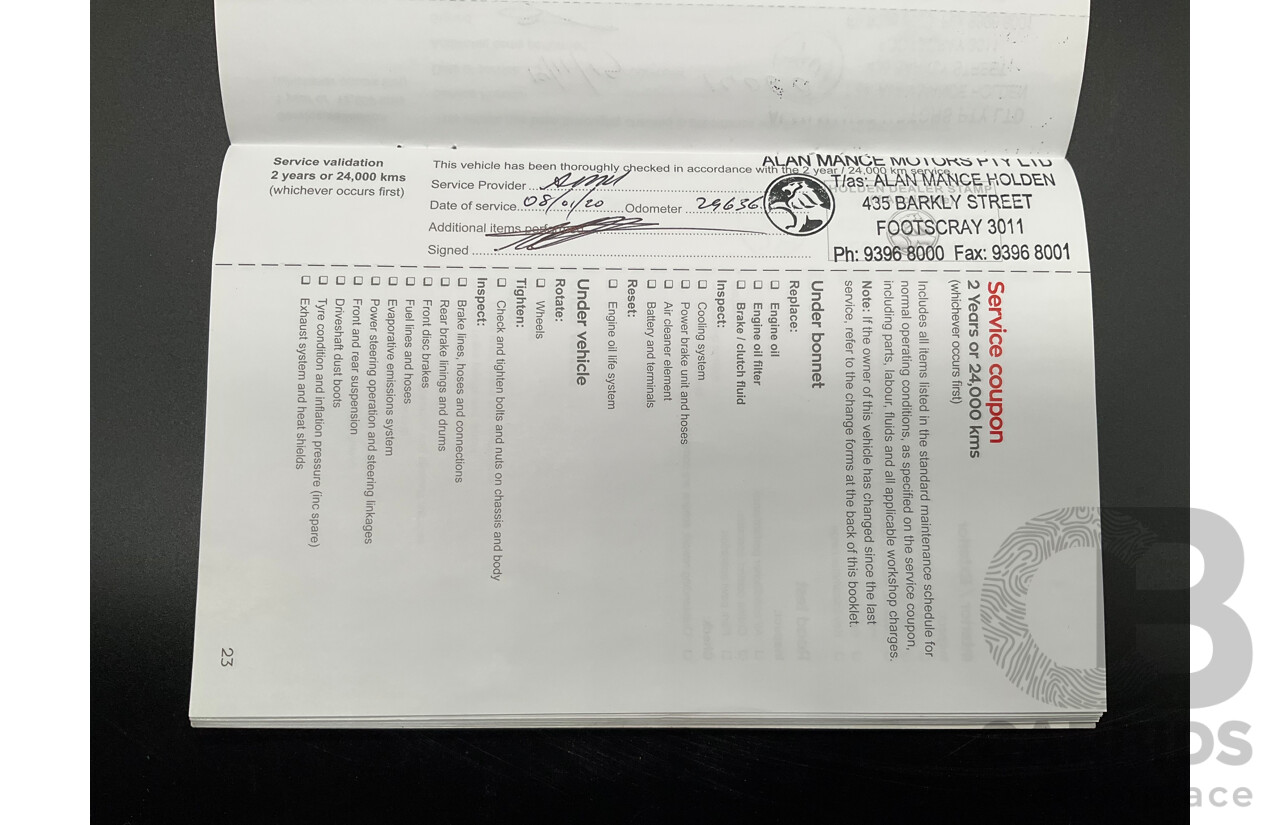 Service validation
2 years or 24,000 kms
(whichever occurs first)
This vehicle has been thoroughly checked in accordance with the 2 year / 24,000 km service.
Service Provider
Date of service 08/01/20 Odometer 29636
Additional items performed
Signed
ALAN MANCE MOTORS PTY LTD
T/as: ALAN MANCE HOLDEN
HOLDEN DEALER STAMP
435 BARKLY STREET
FOOTSCRAY 3011
Ph: 9396 8000 Fax: 9396 8001
Service coupon
2 Years or 24,000 kms
(whichever occurs first)
Includes all items listed in the standard maintenance schedule for
normal operating conditions, as specified on the service coupon,
including parts, labour, fluids and all applicable workshop charges.
Note: If the owner of this vehicle has changed since the last
service, refer to the change forms at the back of this booklet.
Under bonnet
Replace:
Engine oil
Engine oil filter
Brake / clutch fluid
Inspect:
Cooling system
Power brake unit and hoses
Air cleaner element
Battery and terminals
Reset:
Engine oil life system
Under vehicle
Rotate:
Wheels
Tighten:
Check and tighten bolts and nuts on chassis and body
Inspect:
Brake lines, hoses and connections
Rear brake linings and drums
Front disc brakes
Fuel lines and hoses
Evaporative emissions system
Power steering operation and steering linkages
Front and rear suspension
Driveshaft dust boots
Tyre condition and inflation pressure (inc spare)
Exhaust system and heat shields
23